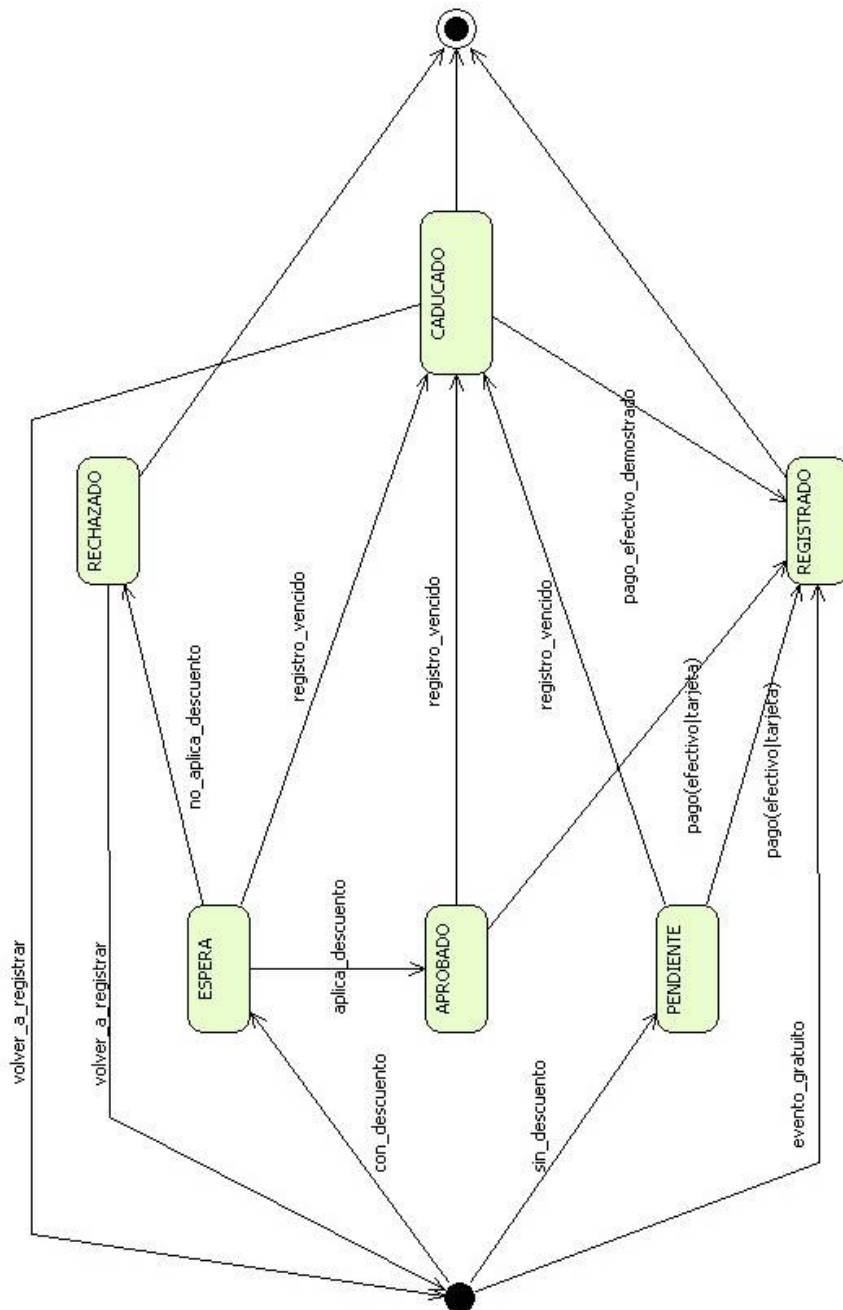 volver_a_registrar
volver_a_registrar
RECHAZADO
no_aplica_descuento
ESPERA
con_descuento
aplica_descuento
registro_vencido
CADUCADO
APROBADO
registro_vencido
sin_descuento
registro_vencido
PENDIENTE
pago_efectivo_demostrado
pago(efectivo|tarjeta)
pago(efectivo|tarjeta)
evento_gratuito
REGISTRADO